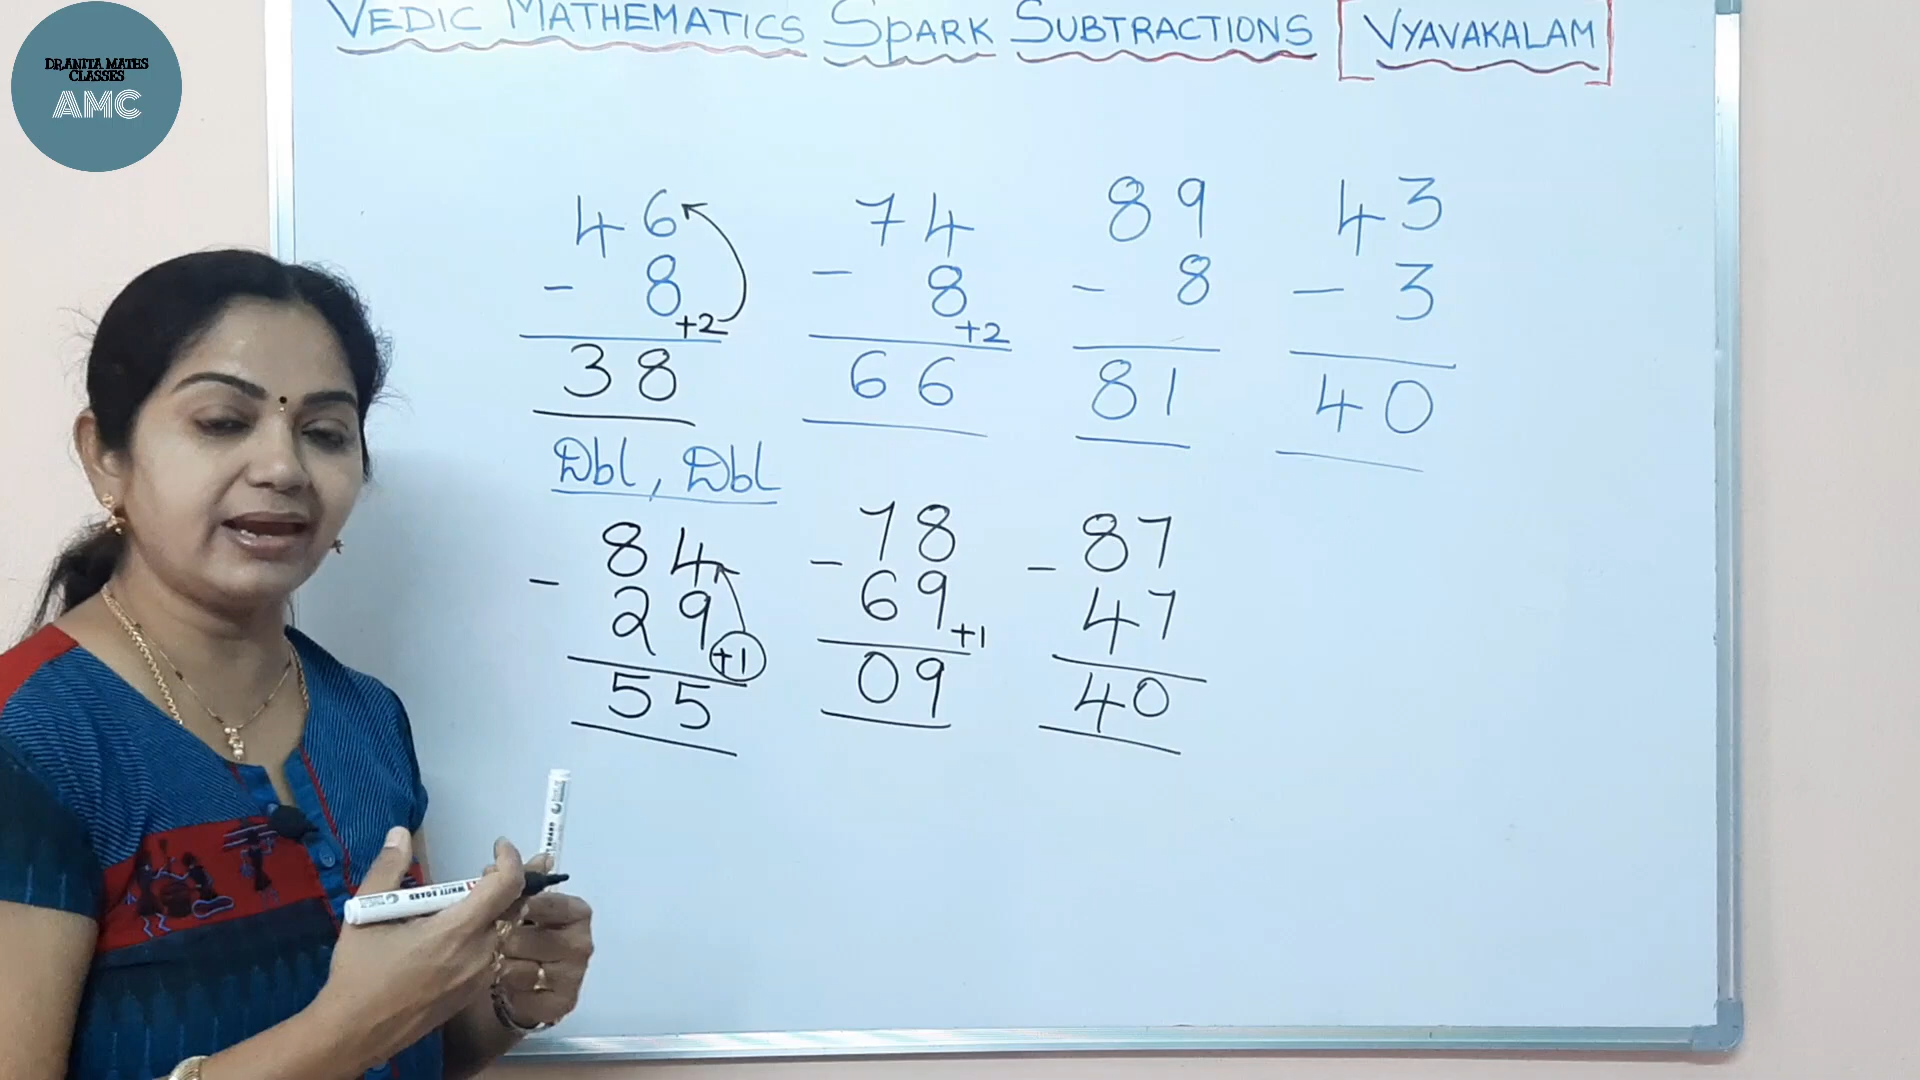 VEDIC MATHEMATICS SPARK SUBTRACTIONS [VYAVAKALAM]
DR.ANITA MATHS
CLASSES
AMC
46 74 89 43
- 8 +2 - 8 +2 - 8 - 3
38 66 81 40
Dbl, Dbl
84 78 87
- 29 +1 - 69 +1 - 47
55 09 40
WHITE BOARD